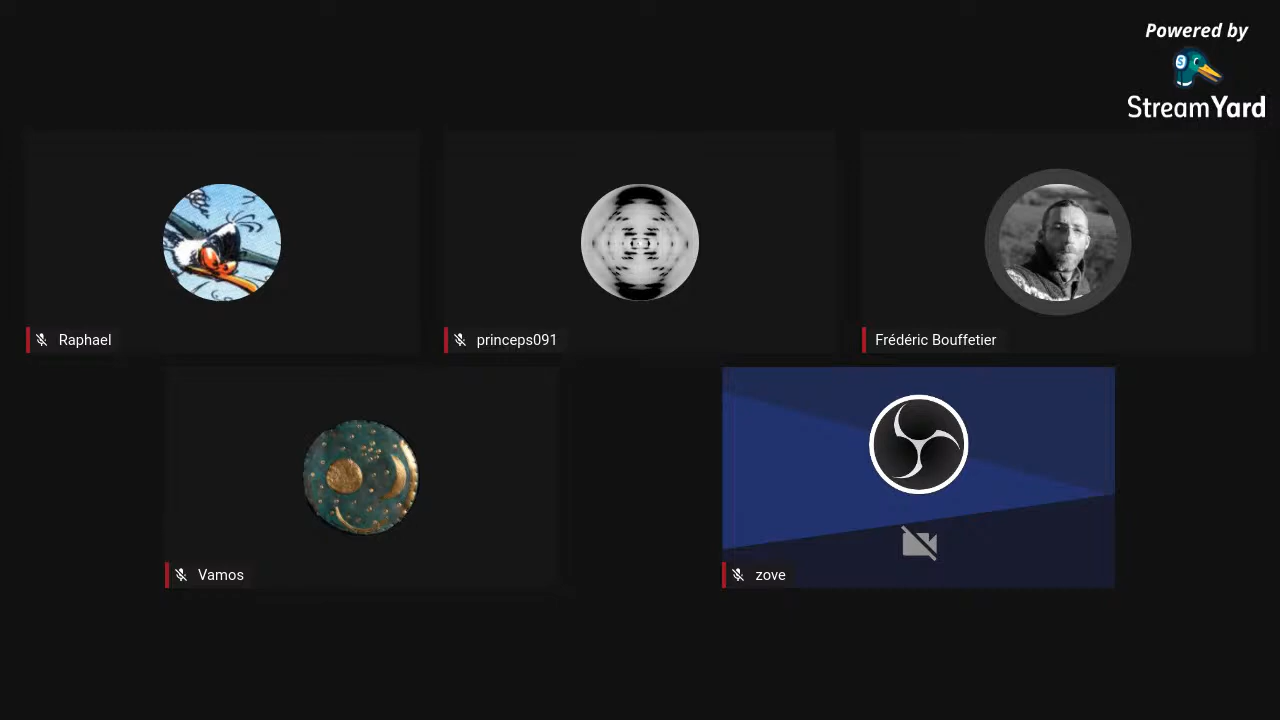 Powered by
StreamYard
Raphael
princeps091
Frédéric Bouffetier
Vamos
zove